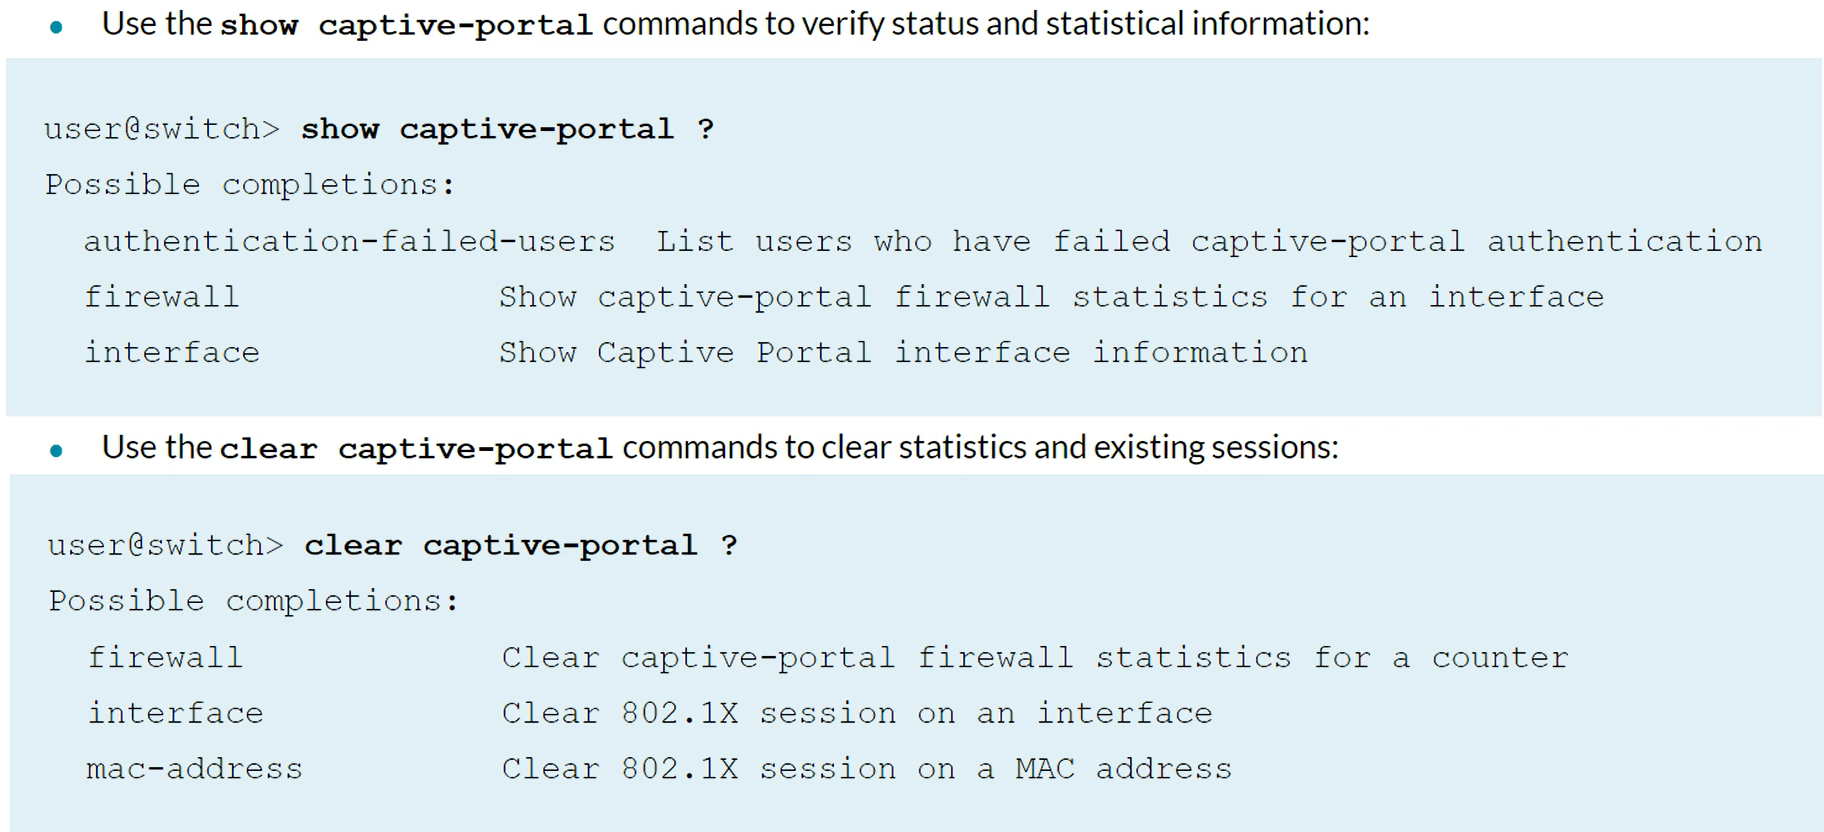 • Use the show captive-portal commands to verify status and statistical information:
user@switch> show captive-portal ?
Possible completions:
authentication-failed-users List users who have failed captive-portal authentication
firewall Show captive-portal firewall statistics for an interface
interface Show Captive Portal interface information
• Use the clear captive-portal commands to clear statistics and existing sessions:
user@switch> clear captive-portal ?
Possible completions:
firewall Clear captive-portal firewall statistics for a counter
interface Clear 802.1X session on an interface
mac-address Clear 802.1X session on a MAC address